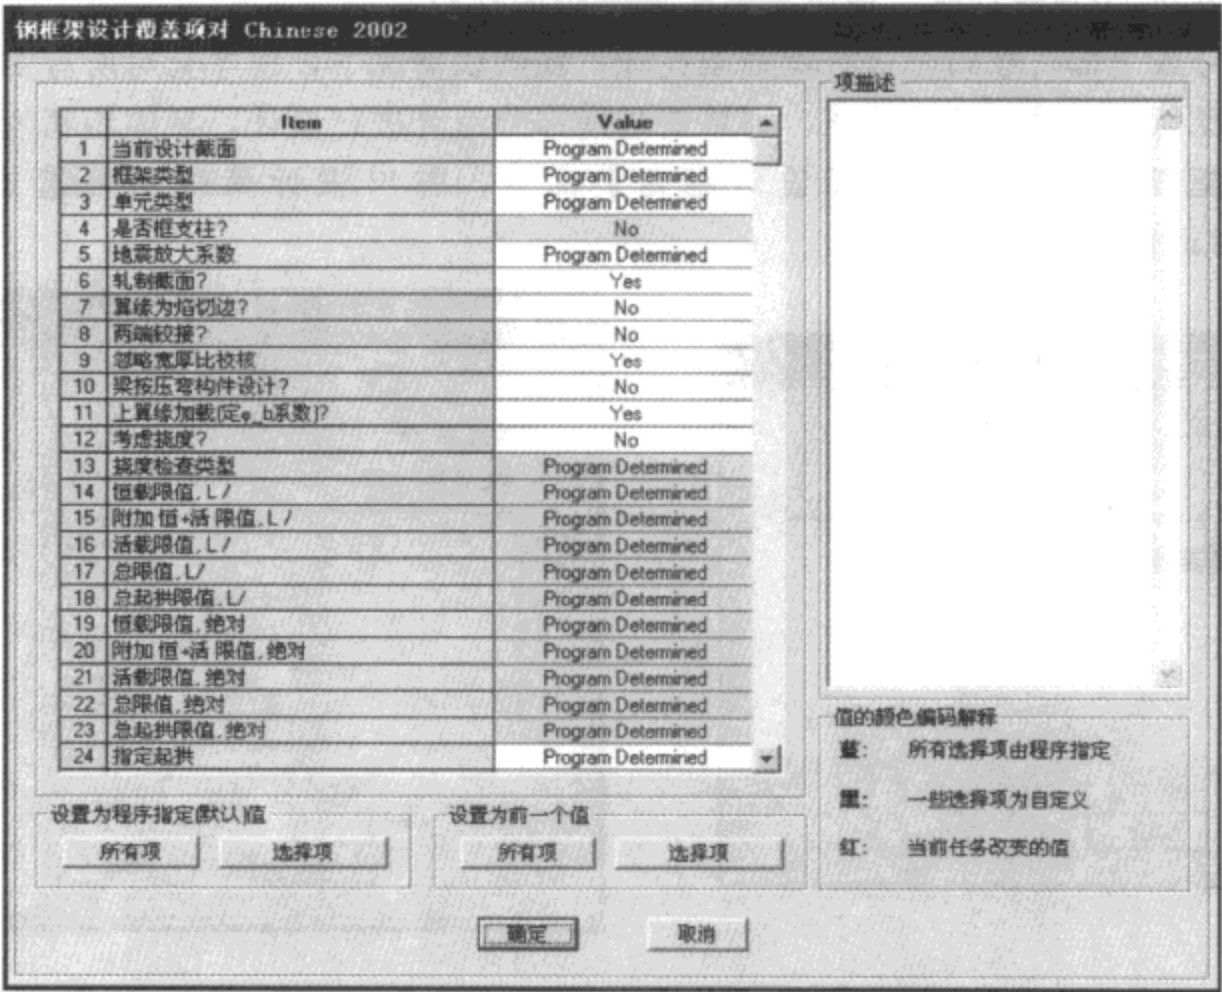 钢框架设计覆盖项对 Chinese 2002
Item Value
1 当前设计截面 Program Determined
2 框架类型 Program Determined
3 单元类型 Program Determined
4 是否框支柱? No
5 地震放大系数 Program Determined
6 轧制截面? Yes
7 翼缘为焰切边? No
8 两端铰接? No
9 忽略宽厚比校核 Yes
10 梁按压弯构件设计? No
11 上翼缘加载(定φ_b系数)? Yes
12 考虑挠度? No
13 挠度检查类型 Program Determined
14 恒载限值, L / Program Determined
15 附加 恒+活 限值, L / Program Determined
16 活载限值, L / Program Determined
17 总限值, L/ Program Determined
18 总起拱限值, L/ Program Determined
19 恒载限值, 绝对 Program Determined
20 附加 恒+活 限值, 绝对 Program Determined
21 活载限值, 绝对 Program Determined
22 总限值, 绝对 Program Determined
23 总起拱限值, 绝对 Program Determined
24 指定起拱 Program Determined
项描述
值的颜色编码解释
蓝: 所有选择项由程序指定
黑: 一些选择项为自定义
红: 当前任务改变的值
设置为程序指定(默认)值
所有项 选择项
设置为前一个值
所有项 选择项
确定 取消